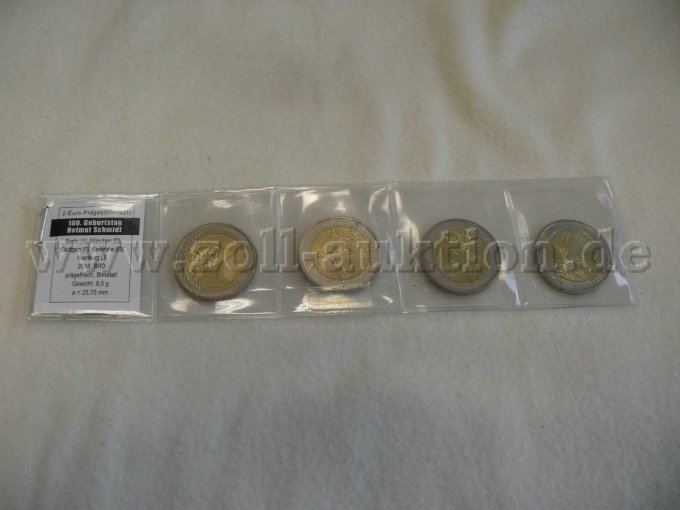 2-Euro-Prägestättensatz
100. Geburtstag
Helmut Schmidt
Berlin (A), München (D),
Stuttgart (F), Karlsruhe (G),
Hamburg (J)
2018, BRD
prägefrisch, Bimetall
Gewicht: 8,5 g
ø = 25,75 mm
www.zoll-auktion.de